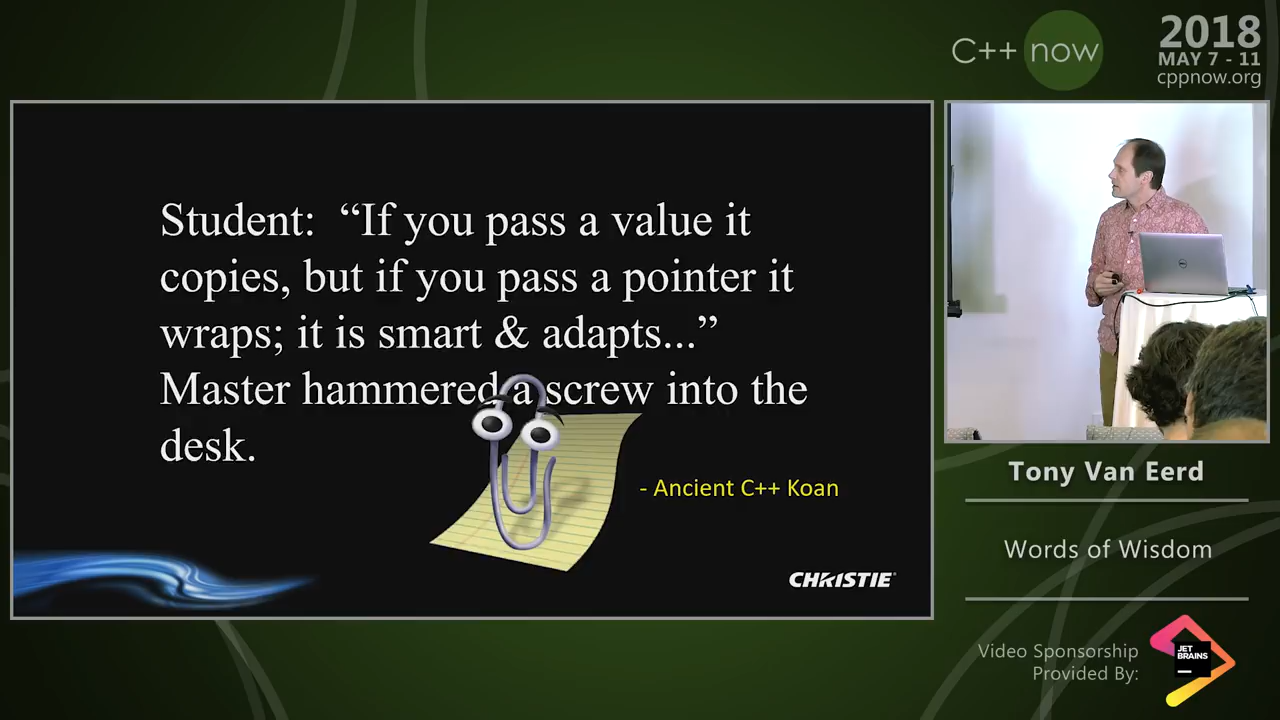 C++ now
2018
MAY 7 - 11
cppnow.org
Student: “If you pass a value it
copies, but if you pass a pointer it
wraps; it is smart & adapts...”
Master hammered a screw into the
desk.
- Ancient C++ Koan
CHRISTIE®
Tony Van Eerd
Words of Wisdom
Video Sponsorship
Provided By:
JET
BRAINS
DELL